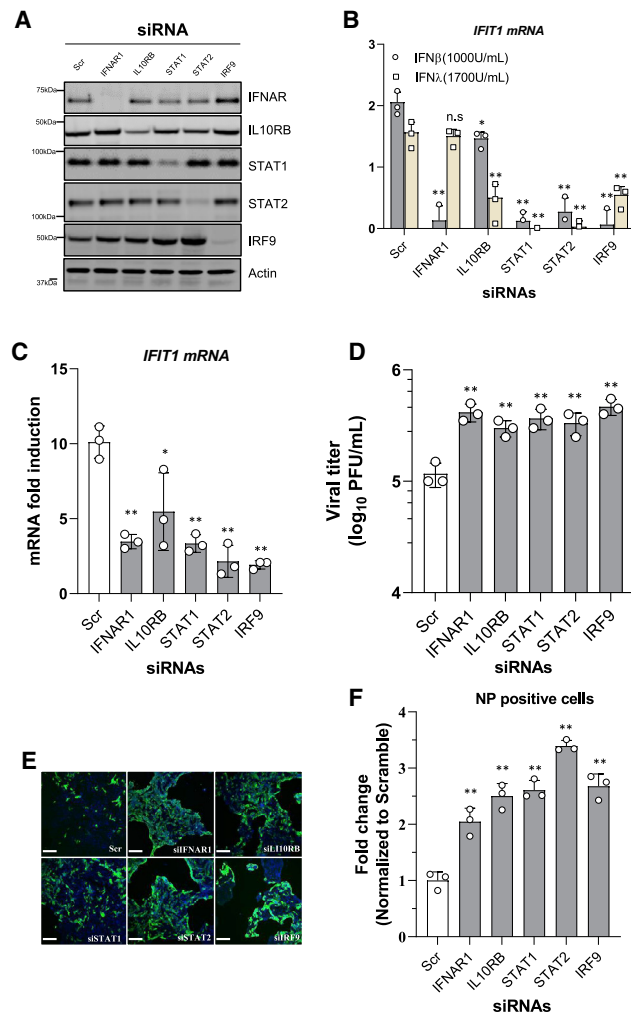 A
siRNA
Scr
IFNAR1
IL10RB
STAT1
STAT2
IRF9
75kDa
IFNAR
50kDa
IL10RB
100kDa
STAT1
STAT2
100kDa
50kDa
IRF9
Actin
37kDa
B
IFIT1 mRNA
IFNβ(1000U/mL)
IFNλ(1700U/mL)
3
2
1
0
n.s
*
**
**
**
**
**
**
**
**
Scr
IFNAR1
IL10RB
STAT1
STAT2
IRF9
siRNAs
C
IFIT1 mRNA
mRNA fold induction
15
10
5
0
**
*
**
**
**
Scr
IFNAR1
IL10RB
STAT1
STAT2
IRF9
siRNAs
D
Viral titer
(log10 PFU/mL)
6
5
4
**
**
**
**
**
Scr
IFNAR1
IL10RB
STAT1
STAT2
IRF9
siRNAs
E
Scr
siIFNAR1
siLI10RB
siSTAT1
siSTAT2
siIRF9
F
NP positive cells
Fold change
(Normalized to Scramble)
4
3
2
1
0
**
**
**
**
**
Scr
IFNAR1
IL10RB
STAT1
STAT2
IRF9
siRNAs